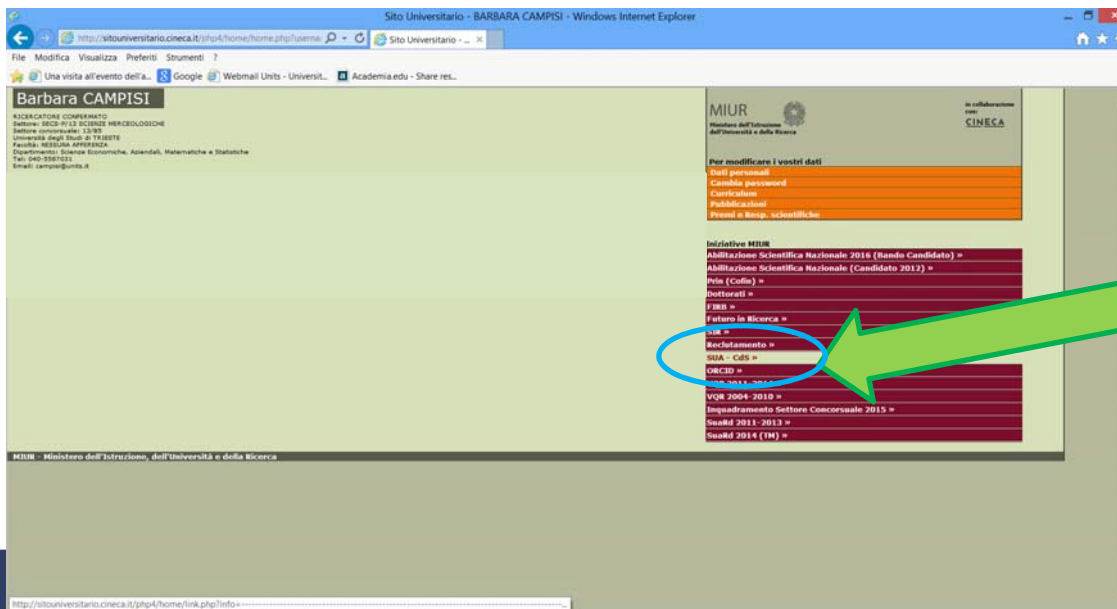 Sito Universitario - BARBARA CAMPISI - Windows Internet Explorer
http://sitouniversitario.cineca.it/php4/home/home.php?userna
Sito Universitario - ...
File Modifica Visualizza Preferiti Strumenti ?
Una visita all'evento dell'a... Google Webmail Units - Universit... Academia.edu - Share res...
Barbara CAMPISI
RICERCATORE CONFERMATO
Settore: SECS-P/13 SCIENZE MERCEOLOGICHE
Settore concorsuale: 13/B5
Università degli Studi di TRIESTE
Facoltà: NESSUNA AFFERENZA
Dipartimento: Scienze Economiche, Aziendali, Matematiche e Statistiche
Tel: 040-5587031
Email: campisi@units.it
MIUR
Ministero dell'Istruzione
dell'Università e della Ricerca
in collaborazione
con:
CINECA
Per modificare i vostri dati
Dati personali
Cambia password
Curriculum
Pubblicazioni
Premi e Resp. scientifiche
Iniziative MIUR
Abilitazione Scientifica Nazionale 2016 (Bando Candidato) »
Abilitazione Scientifica Nazionale (Candidato 2012) »
Prin (Cofin) »
Dottorati »
FIRB »
Futuro in Ricerca »
SIR »
Reclutamento »
SUA - CdS »
ORCID »
VQR 2011-2014
VQR 2004-2010 »
Inquadramento Settore Concorsuale 2015 »
SuaRd 2011-2013 »
SuaRd 2014 (TM) »
MIUR - Ministero dell'Istruzione, dell'Università e della Ricerca
http://sitouniversitario.cineca.it/php4/home/link.php?info=